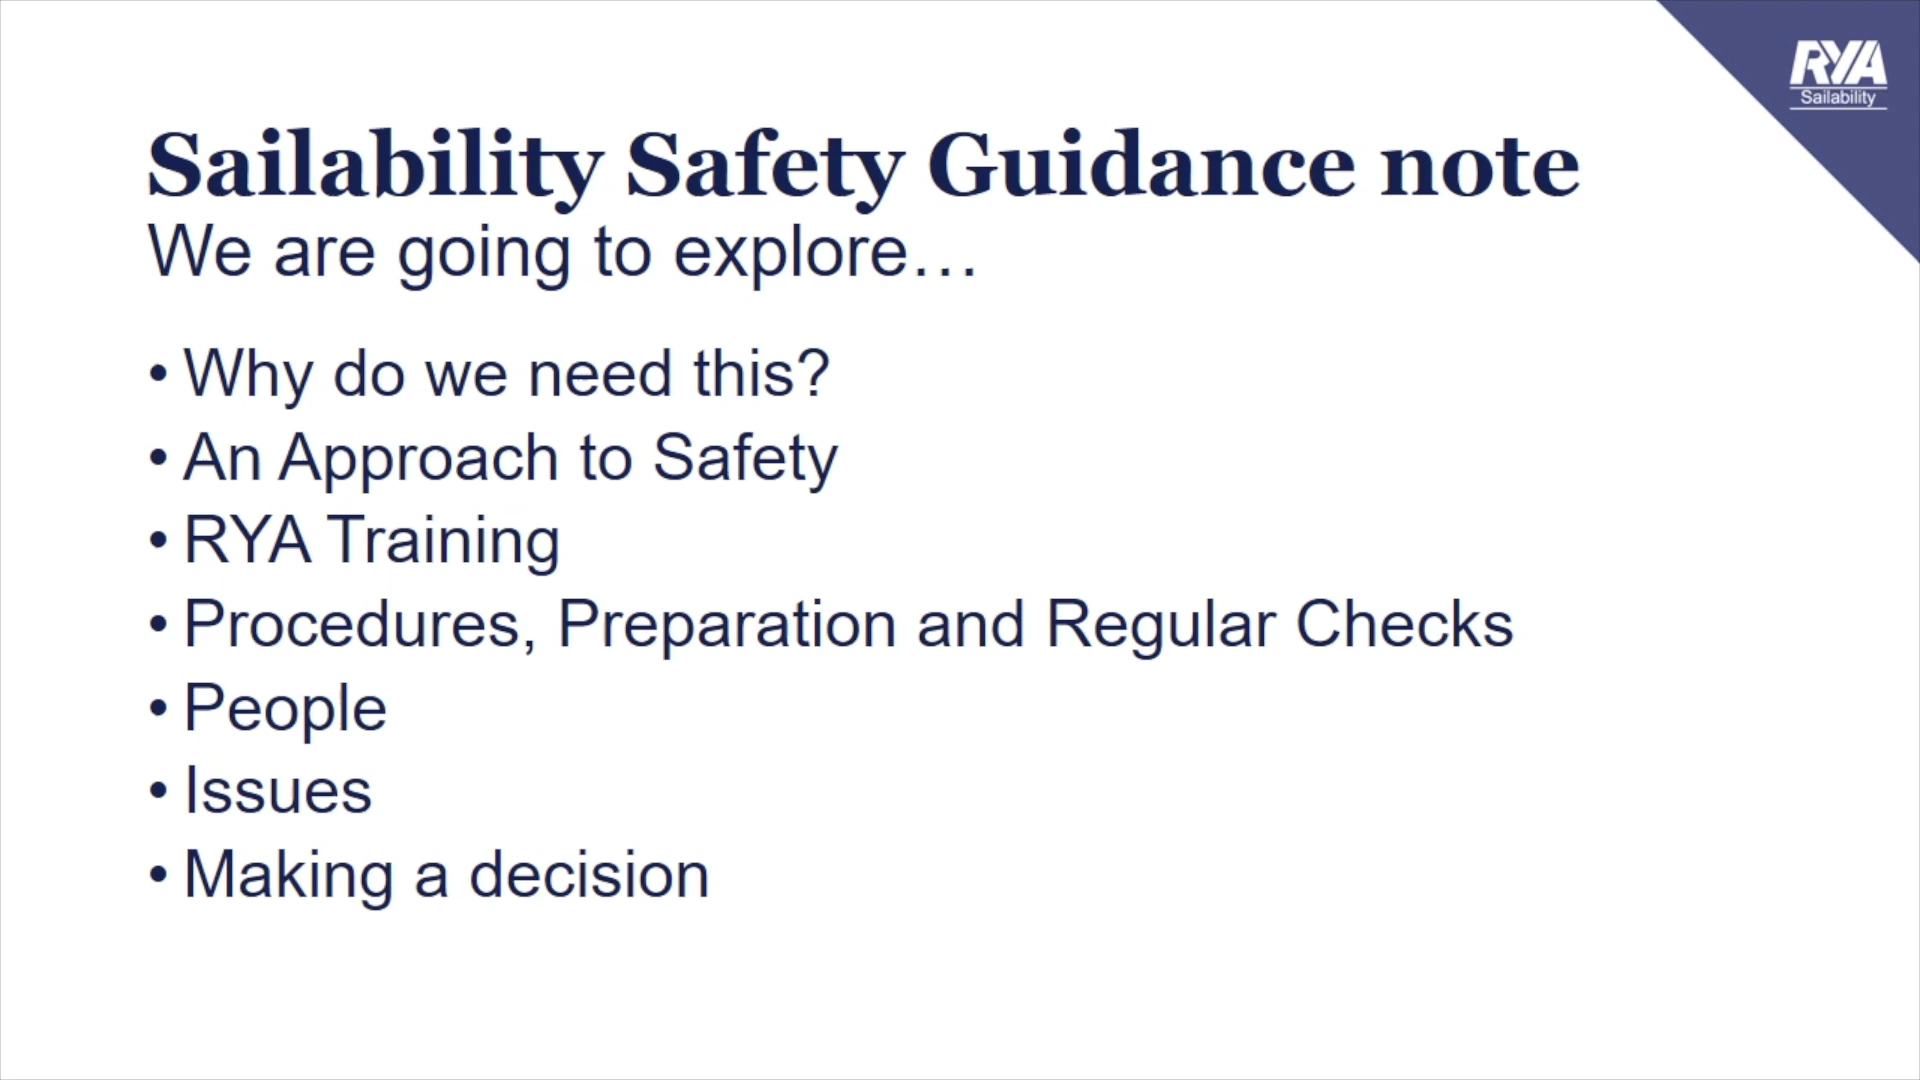 RYA
Sailability
Sailability Safety Guidance note
We are going to explore…
• Why do we need this?
• An Approach to Safety
• RYA Training
• Procedures, Preparation and Regular Checks
• People
• Issues
• Making a decision